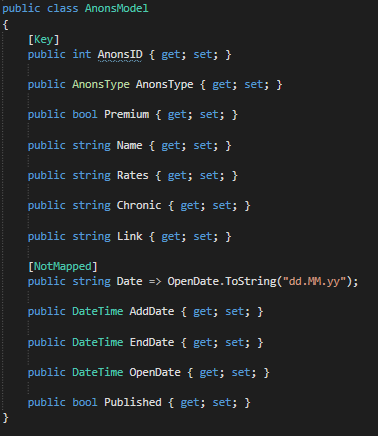 public class AnonsModel
{
[Key]
public int AnonsID { get; set; }
public AnonsType AnonsType { get; set; }
public bool Premium { get; set; }
public string Name { get; set; }
public string Rates { get; set; }
public string Chronic { get; set; }
public string Link { get; set; }
[NotMapped]
public string Date => OpenDate.ToString("dd.MM.yy");
public DateTime AddDate { get; set; }
public DateTime EndDate { get; set; }
public DateTime OpenDate { get; set; }
public bool Published { get; set; }
}